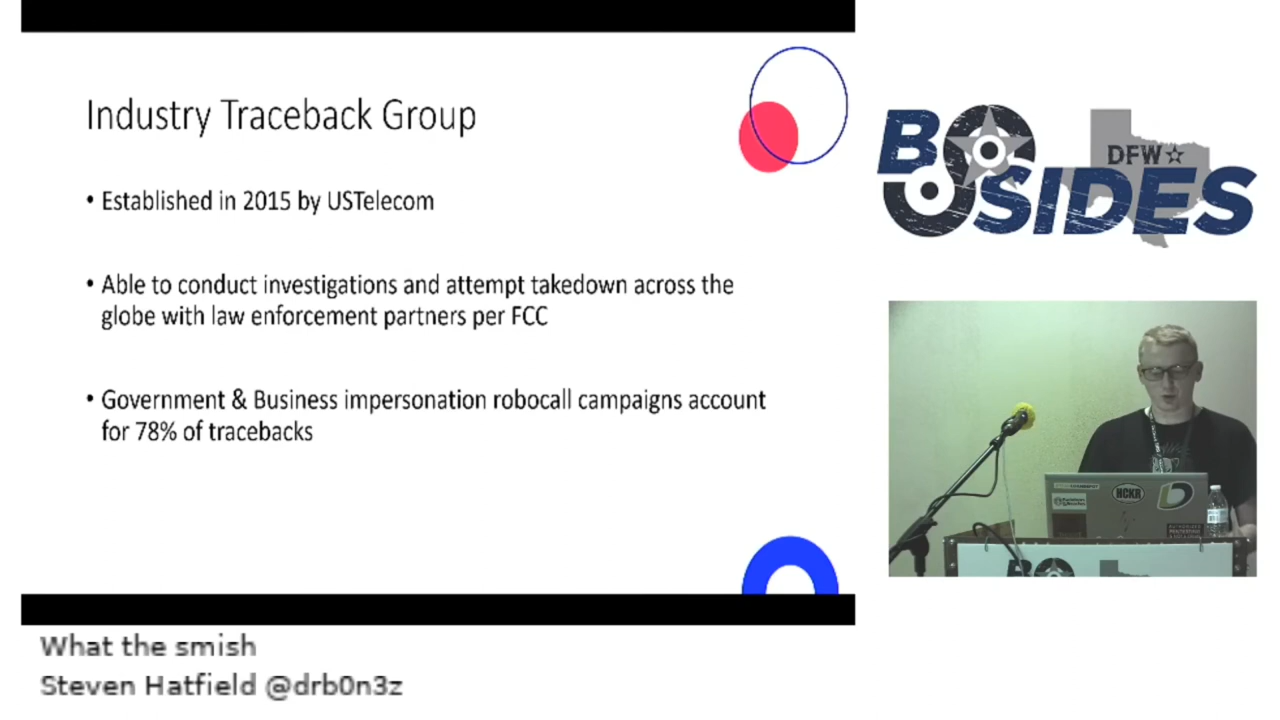 Industry Traceback Group
• Established in 2015 by USTelecom
• Able to conduct investigations and attempt takedown across the
globe with law enforcement partners per FCC
• Government & Business impersonation robocall campaigns account
for 78% of tracebacks
BSIDES
DFW
HCKR
What the smish
Steven Hatfield @drb0n3z